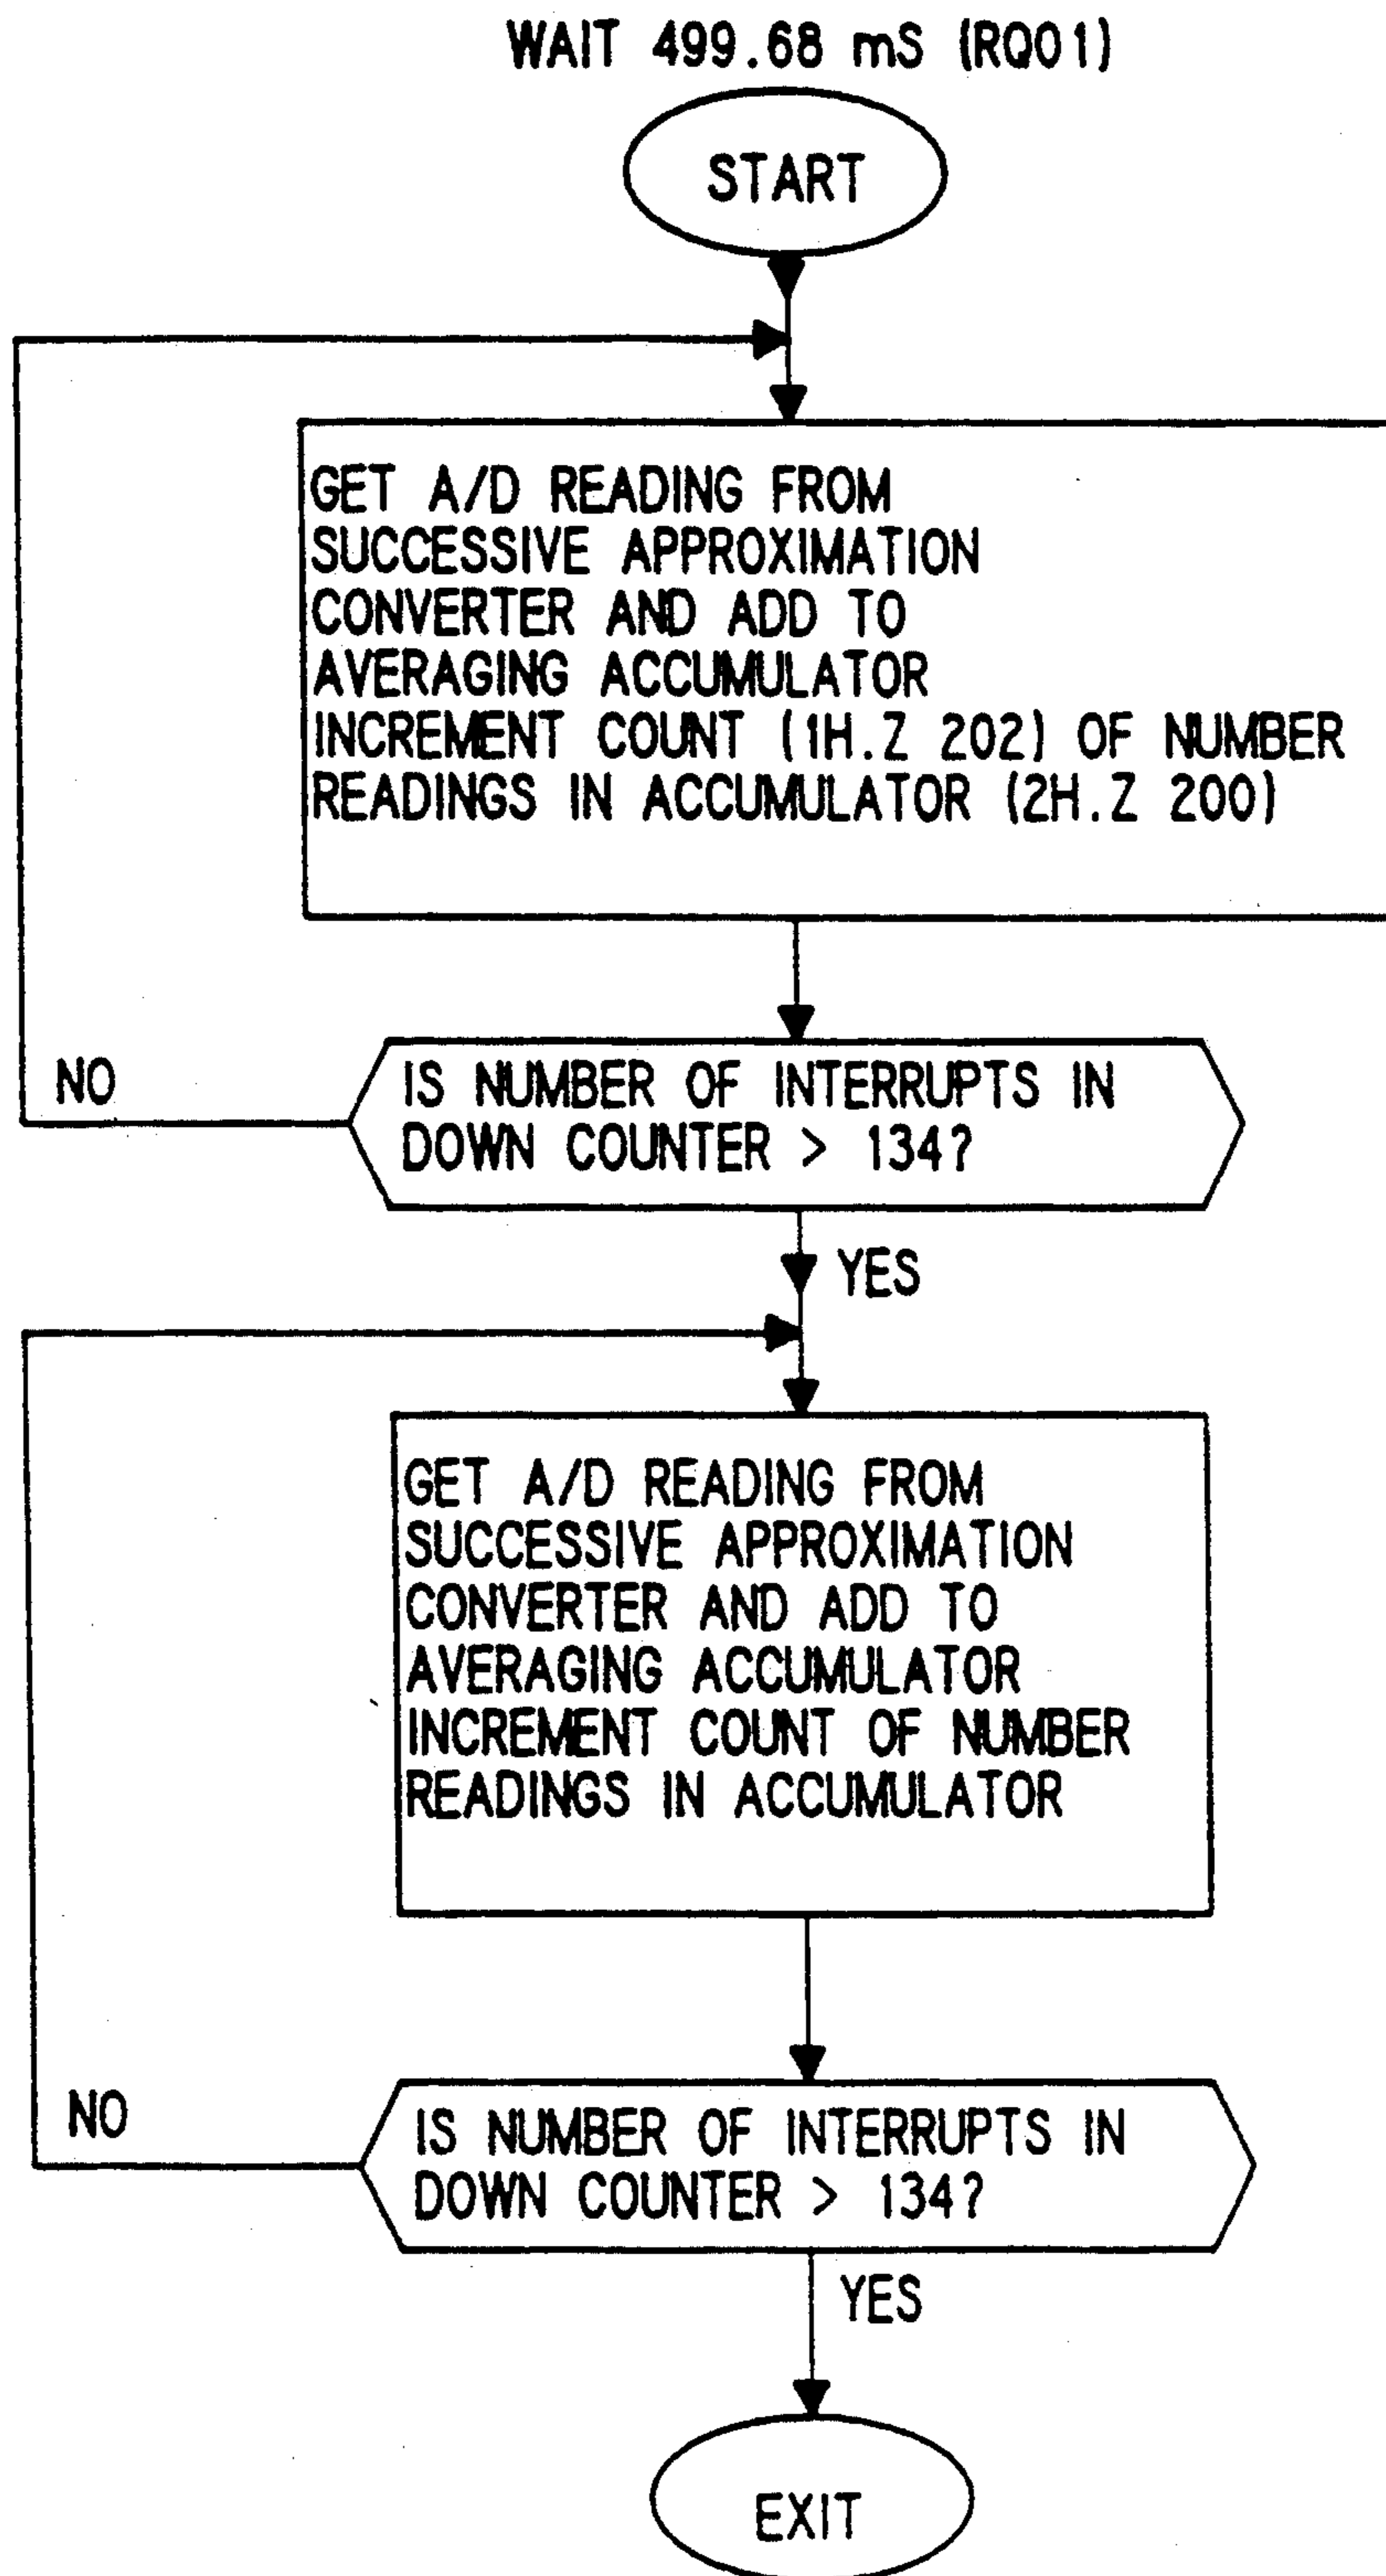 WAIT 499.68 mS (RQ01)
START
GET A/D READING FROM
SUCCESSIVE APPROXIMATION
CONVERTER AND ADD TO
AVERAGING ACCUMULATOR
INCREMENT COUNT (1H.Z 202) OF NUMBER
READINGS IN ACCUMULATOR (2H.Z 200)
NO
IS NUMBER OF INTERRUPTS IN
DOWN COUNTER > 134?
YES
GET A/D READING FROM
SUCCESSIVE APPROXIMATION
CONVERTER AND ADD TO
AVERAGING ACCUMULATOR
INCREMENT COUNT OF NUMBER
READINGS IN ACCUMULATOR
NO
IS NUMBER OF INTERRUPTS IN
DOWN COUNTER > 134?
YES
EXIT